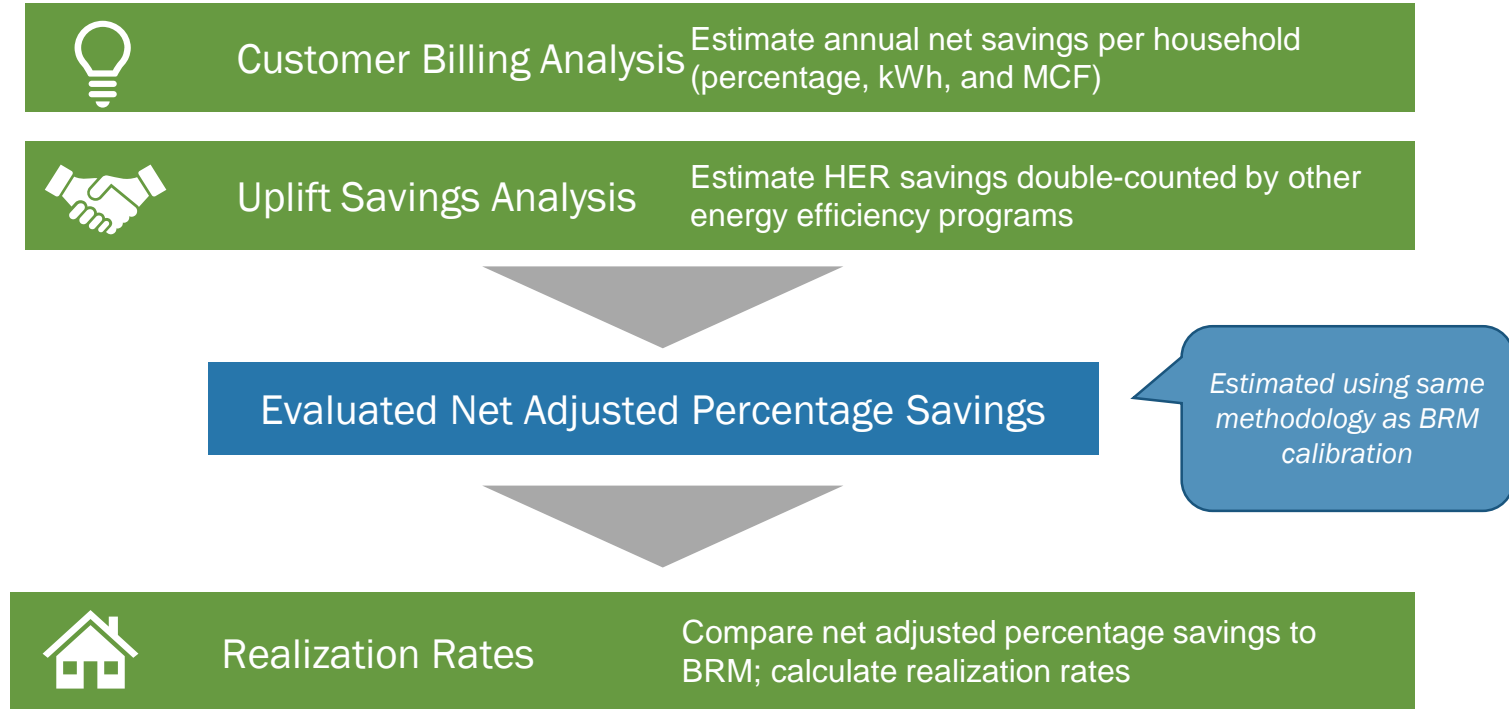 Customer Billing Analysis
Estimate annual net savings per household
(percentage, kWh, and MCF)
Uplift Savings Analysis
Estimate HER savings double-counted by other
energy efficiency programs
Evaluated Net Adjusted Percentage Savings
Estimated using same
methodology as BRM
calibration
Realization Rates
Compare net adjusted percentage savings to
BRM; calculate realization rates